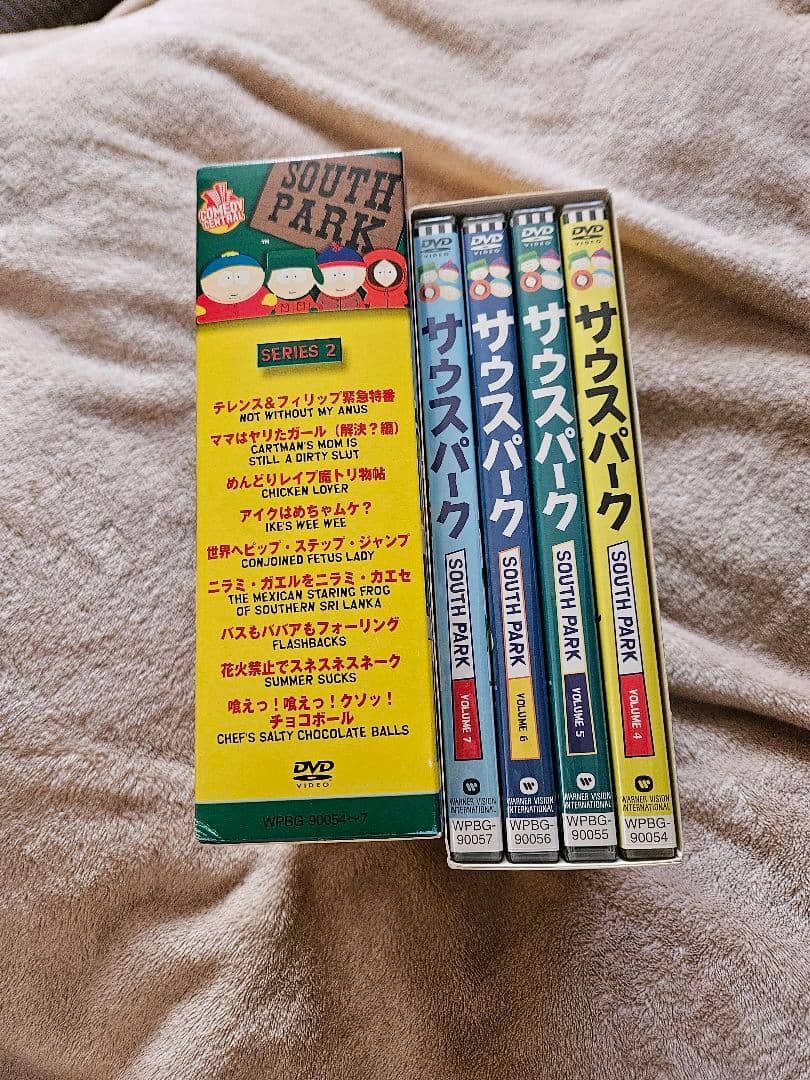 COMEDY
CENTRAL
SOUTH
PARK
TM
SERIES 2
テレンス＆フィリップ緊急特番
NOT WITHOUT MY ANUS
ママはヤリたガール（解決？編）
CARTMAN'S MOM IS
STILL A DIRTY SLUT
めんどりレイプ魔トリ物帖
CHICKEN LOVER
アイクはめちゃムケ？
IKE'S WEE WEE
世界へピップ・ステップ・ジャンプ
CONJOINED FETUS LADY
ニラミ・ガエルをニラミ・カエセ
THE MEXICAN STARING FROG
OF SOUTHERN SRI LANKA
バスもババアもフォーリング
FLASHBACKS
花火禁止でスネスネスネーク
SUMMER SUCKS
喰えっ！喰えっ！クソッ！
チョコボール
CHEF'S SALTY CHOCOLATE BALLS
DVD
VIDEO
WPBG-90054～7
DVD
VIDEO
サウスパーク
SOUTH PARK
VOLUME 7
WARNER VISION
INTERNATIONAL
WPBG-
90057
DVD
VIDEO
サウスパーク
SOUTH PARK
VOLUME 6
WARNER VISION
INTERNATIONAL
WPBG-
90056
DVD
VIDEO
サウスパーク
SOUTH PARK
VOLUME 5
WARNER VISION
INTERNATIONAL
WPBG-
90055
DVD
VIDEO
サウスパーク
SOUTH PARK
VOLUME 4
WARNER VISION
INTERNATIONAL
WPBG-
90054